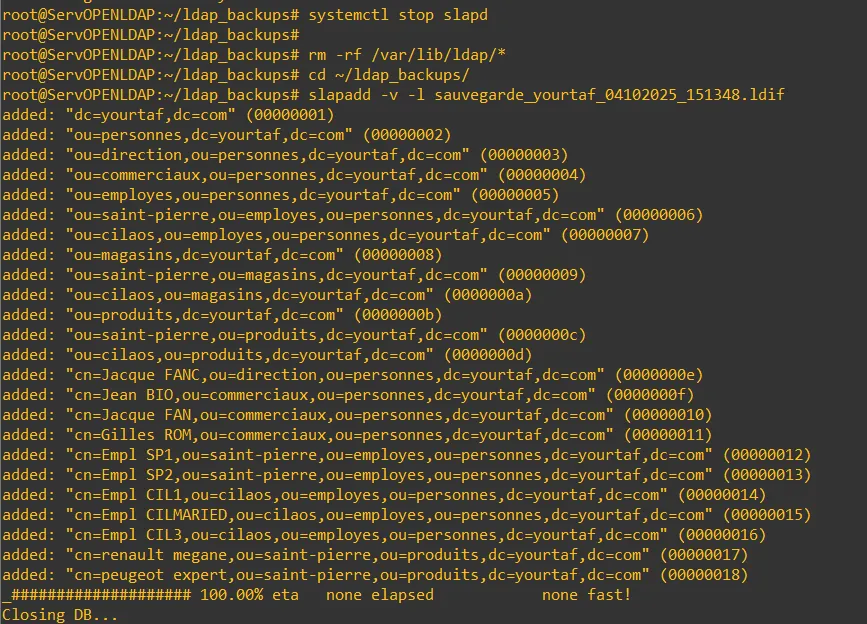 root@ServOPENLDAP:~/ldap_backups# systemctl stop slapd
root@ServOPENLDAP:~/ldap_backups#
root@ServOPENLDAP:~/ldap_backups# rm -rf /var/lib/ldap/*
root@ServOPENLDAP:~/ldap_backups# cd ~/ldap_backups/
root@ServOPENLDAP:~/ldap_backups# slapadd -v -l sauvegarde_yourtaf_04102025_151348.ldif
added: "dc=yourtaf,dc=com" (00000001)
added: "ou=personnes,dc=yourtaf,dc=com" (00000002)
added: "ou=direction,ou=personnes,dc=yourtaf,dc=com" (00000003)
added: "ou=commerciaux,ou=personnes,dc=yourtaf,dc=com" (00000004)
added: "ou=employes,ou=personnes,dc=yourtaf,dc=com" (00000005)
added: "ou=saint-pierre,ou=employes,ou=personnes,dc=yourtaf,dc=com" (00000006)
added: "ou=cilaos,ou=employes,ou=personnes,dc=yourtaf,dc=com" (00000007)
added: "ou=magasins,dc=yourtaf,dc=com" (00000008)
added: "ou=saint-pierre,ou=magasins,dc=yourtaf,dc=com" (00000009)
added: "ou=cilaos,ou=magasins,dc=yourtaf,dc=com" (0000000a)
added: "ou=produits,dc=yourtaf,dc=com" (0000000b)
added: "ou=saint-pierre,ou=produits,dc=yourtaf,dc=com" (0000000c)
added: "ou=cilaos,ou=produits,dc=yourtaf,dc=com" (0000000d)
added: "cn=Jacque FANC,ou=direction,ou=personnes,dc=yourtaf,dc=com" (0000000e)
added: "cn=Jean BIO,ou=commerciaux,ou=personnes,dc=yourtaf,dc=com" (0000000f)
added: "cn=Jacque FAN,ou=commerciaux,ou=personnes,dc=yourtaf,dc=com" (00000010)
added: "cn=Gilles ROM,ou=commerciaux,ou=personnes,dc=yourtaf,dc=com" (00000011)
added: "cn=Empl SP1,ou=saint-pierre,ou=employes,ou=personnes,dc=yourtaf,dc=com" (00000012)
added: "cn=Empl SP2,ou=saint-pierre,ou=employes,ou=personnes,dc=yourtaf,dc=com" (00000013)
added: "cn=Empl CIL1,ou=cilaos,ou=employes,ou=personnes,dc=yourtaf,dc=com" (00000014)
added: "cn=Empl CILMARIED,ou=cilaos,ou=employes,ou=personnes,dc=yourtaf,dc=com" (00000015)
added: "cn=Empl CIL3,ou=cilaos,ou=employes,ou=personnes,dc=yourtaf,dc=com" (00000016)
added: "cn=renault megane,ou=saint-pierre,ou=produits,dc=yourtaf,dc=com" (00000017)
added: "cn=peugeot expert,ou=saint-pierre,ou=produits,dc=yourtaf,dc=com" (00000018)
_#################### 100.00% eta   none elapsed            none fast!
Closing DB...